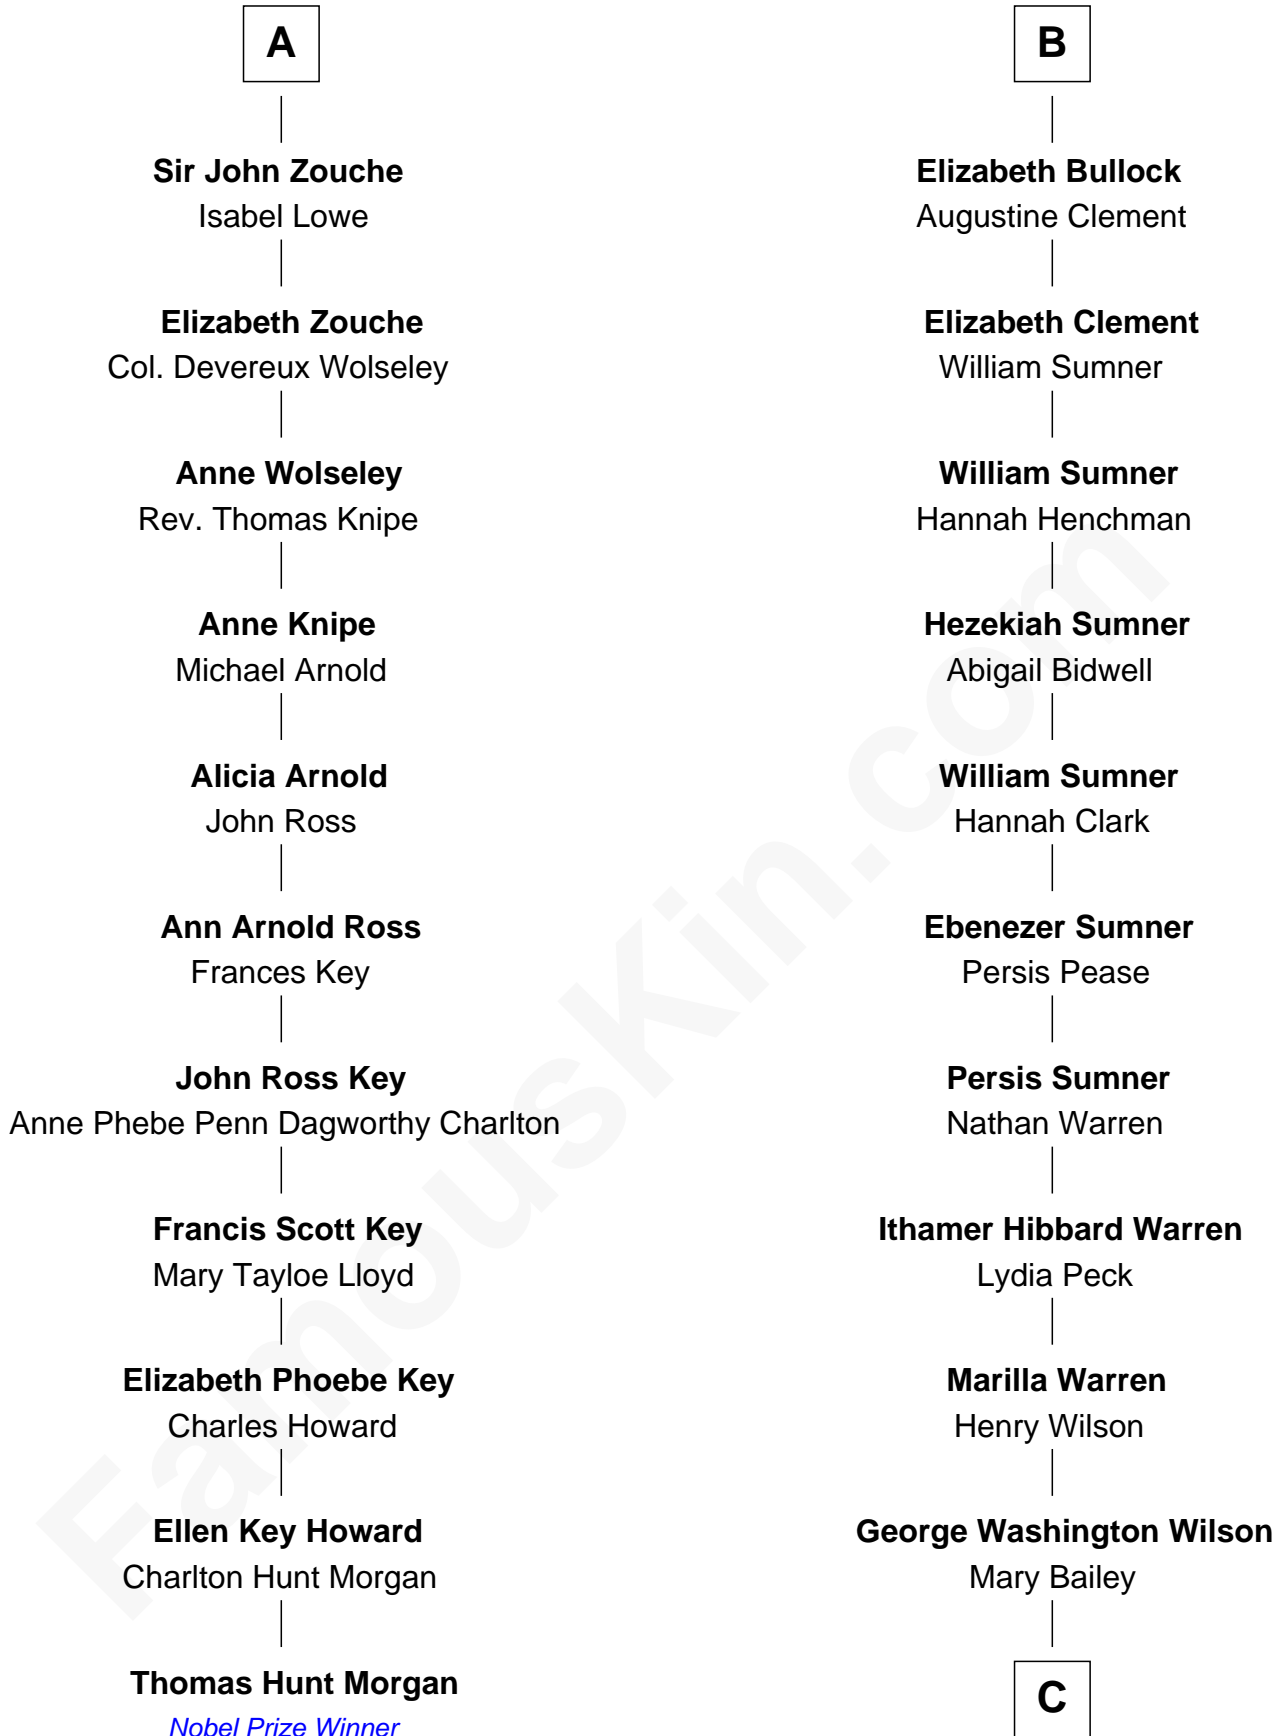 A
Sir John Zouche
Isabel Lowe
Elizabeth Zouche
Col. Devereux Wolseley
Anne Wolseley
Rev. Thomas Knipe
Anne Knipe
Michael Arnold
Alicia Arnold
John Ross
Ann Arnold Ross
Frances Key
John Ross Key
Anne Phebe Penn Dagworthy Charlton
Francis Scott Key
Mary Tayloe Lloyd
Elizabeth Phoebe Key
Charles Howard
Ellen Key Howard
Charlton Hunt Morgan
Thomas Hunt Morgan
Nobel Prize Winner
B
Elizabeth Bullock
Augustine Clement
Elizabeth Clement
William Sumner
William Sumner
Hannah Henchman
Hezekiah Sumner
Abigail Bidwell
William Sumner
Hannah Clark
Ebenezer Sumner
Persis Pease
Persis Sumner
Nathan Warren
Ithamer Hibbard Warren
Lydia Peck
Marilla Warren
Henry Wilson
George Washington Wilson
Mary Bailey
C
FamousKin.com